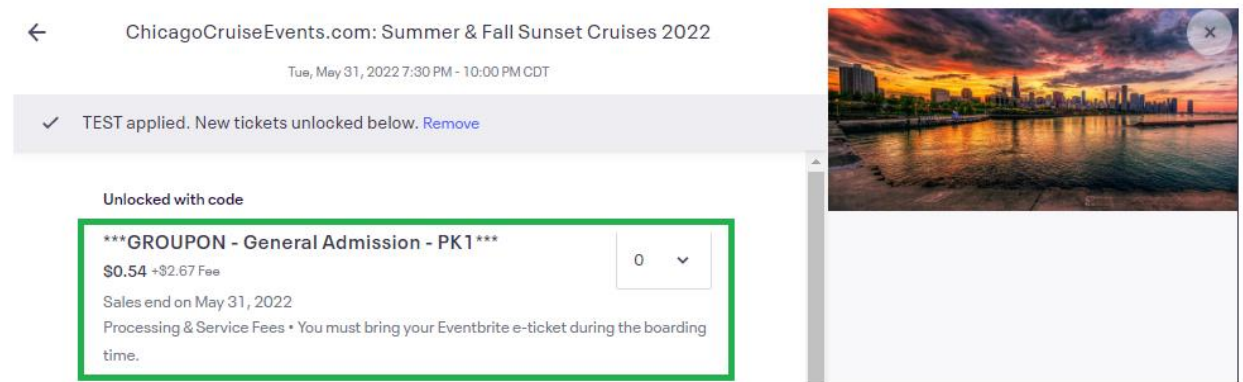 ChicagoCruiseEvents.com: Summer & Fall Sunset Cruises 2022
Tue, May 31, 2022 7:30 PM - 10:00 PM CDT
TEST applied. New tickets unlocked below. Remove
Unlocked with code
***GROUPON - General Admission - PK1***
$0.54 +$2.67 Fee
0
Sales end on May 31, 2022
Processing & Service Fees • You must bring your Eventbrite e-ticket during the boarding
time.